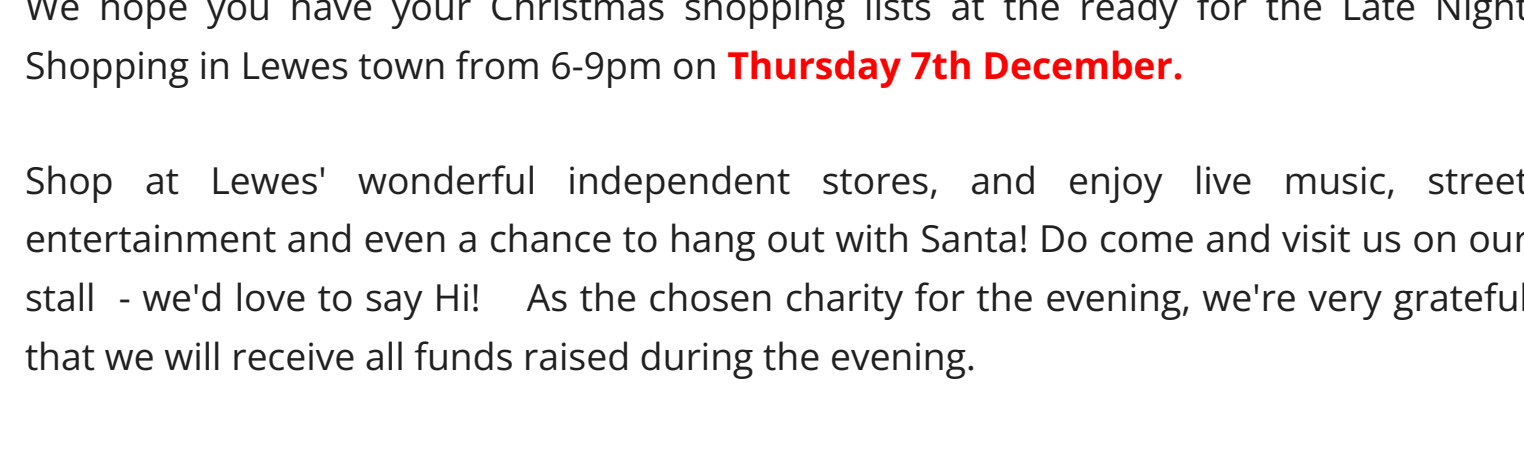 We hope you have your Christmas shopping lists at the ready for the Late Night
Shopping in Lewes town from 6-9pm on Thursday 7th December.
Shop at Lewes' wonderful independent stores, and enjoy live music, street
entertainment and even a chance to hang out with Santa! Do come and visit us on our
stall  - we'd love to say Hi!    As the chosen charity for the evening, we're very grateful
that we will receive all funds raised during the evening.